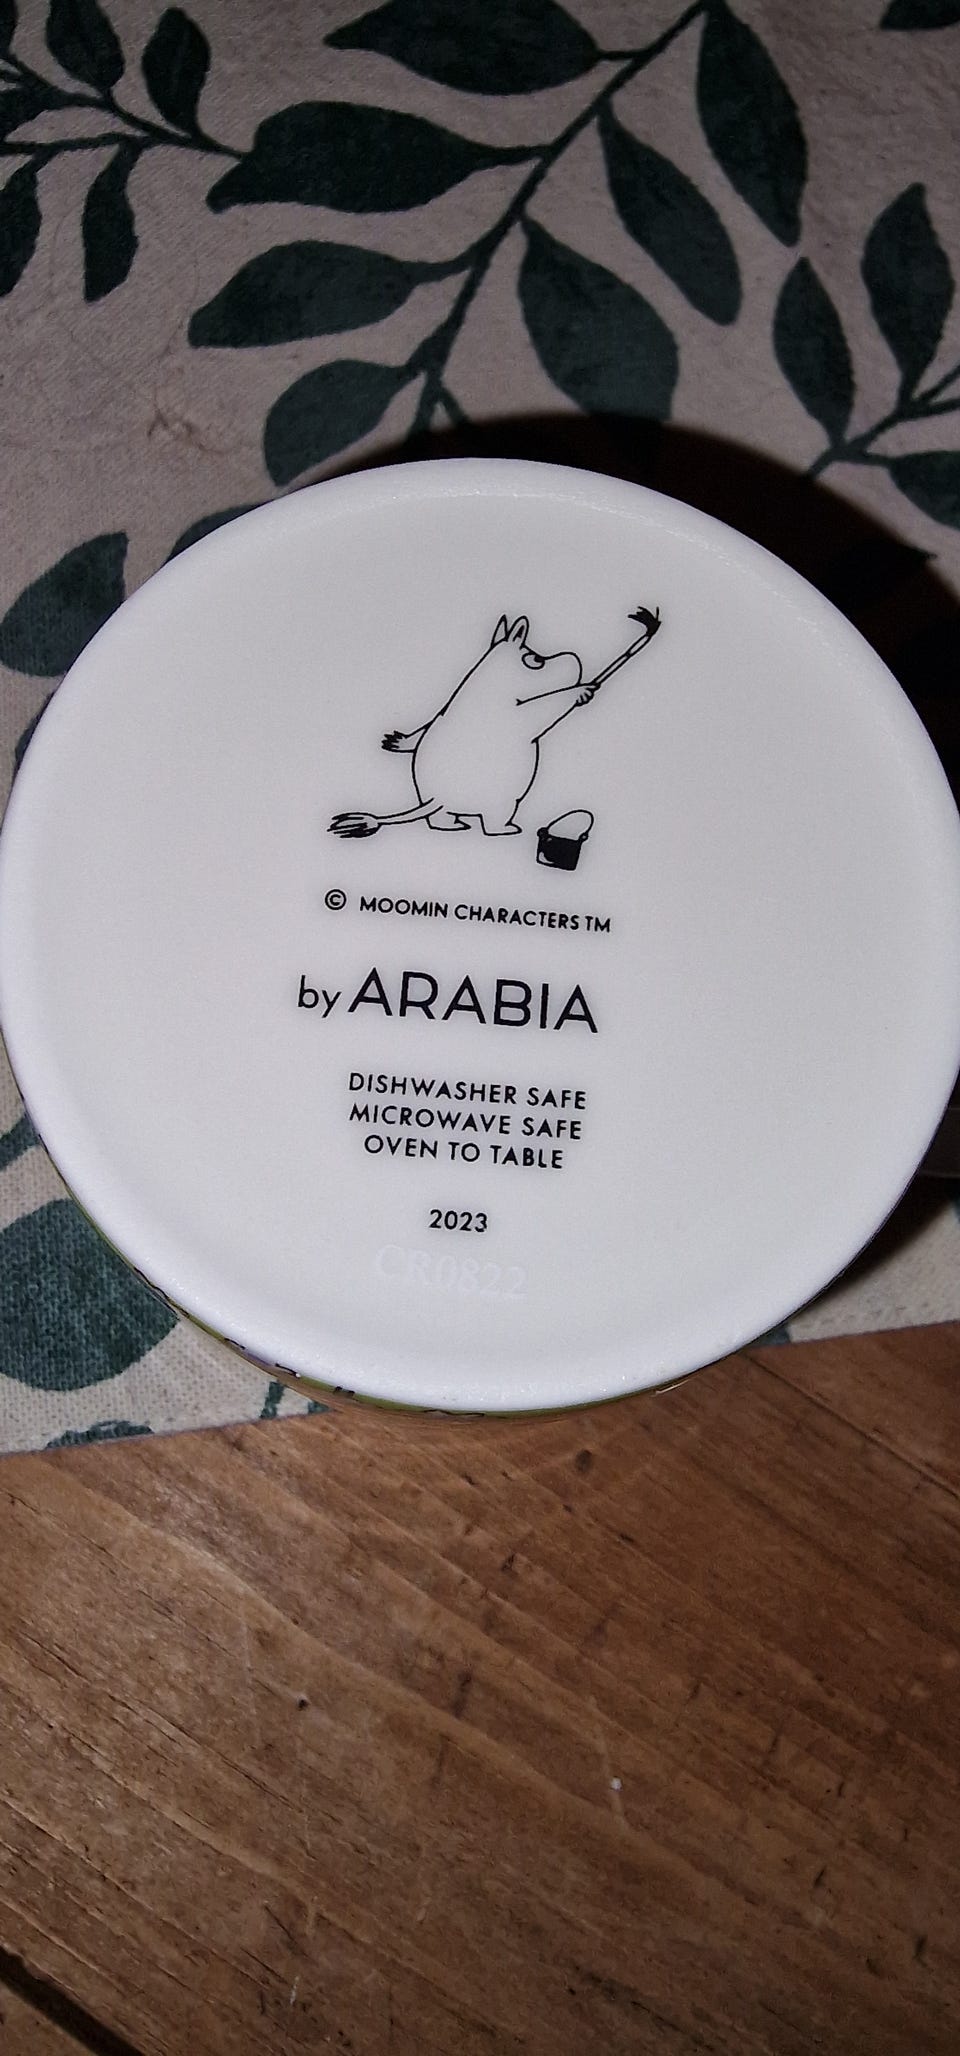 © MOOMIN CHARACTERS TM
by ARABIA
DISHWASHER SAFE
MICROWAVE SAFE
OVEN TO TABLE
2023
CR0822